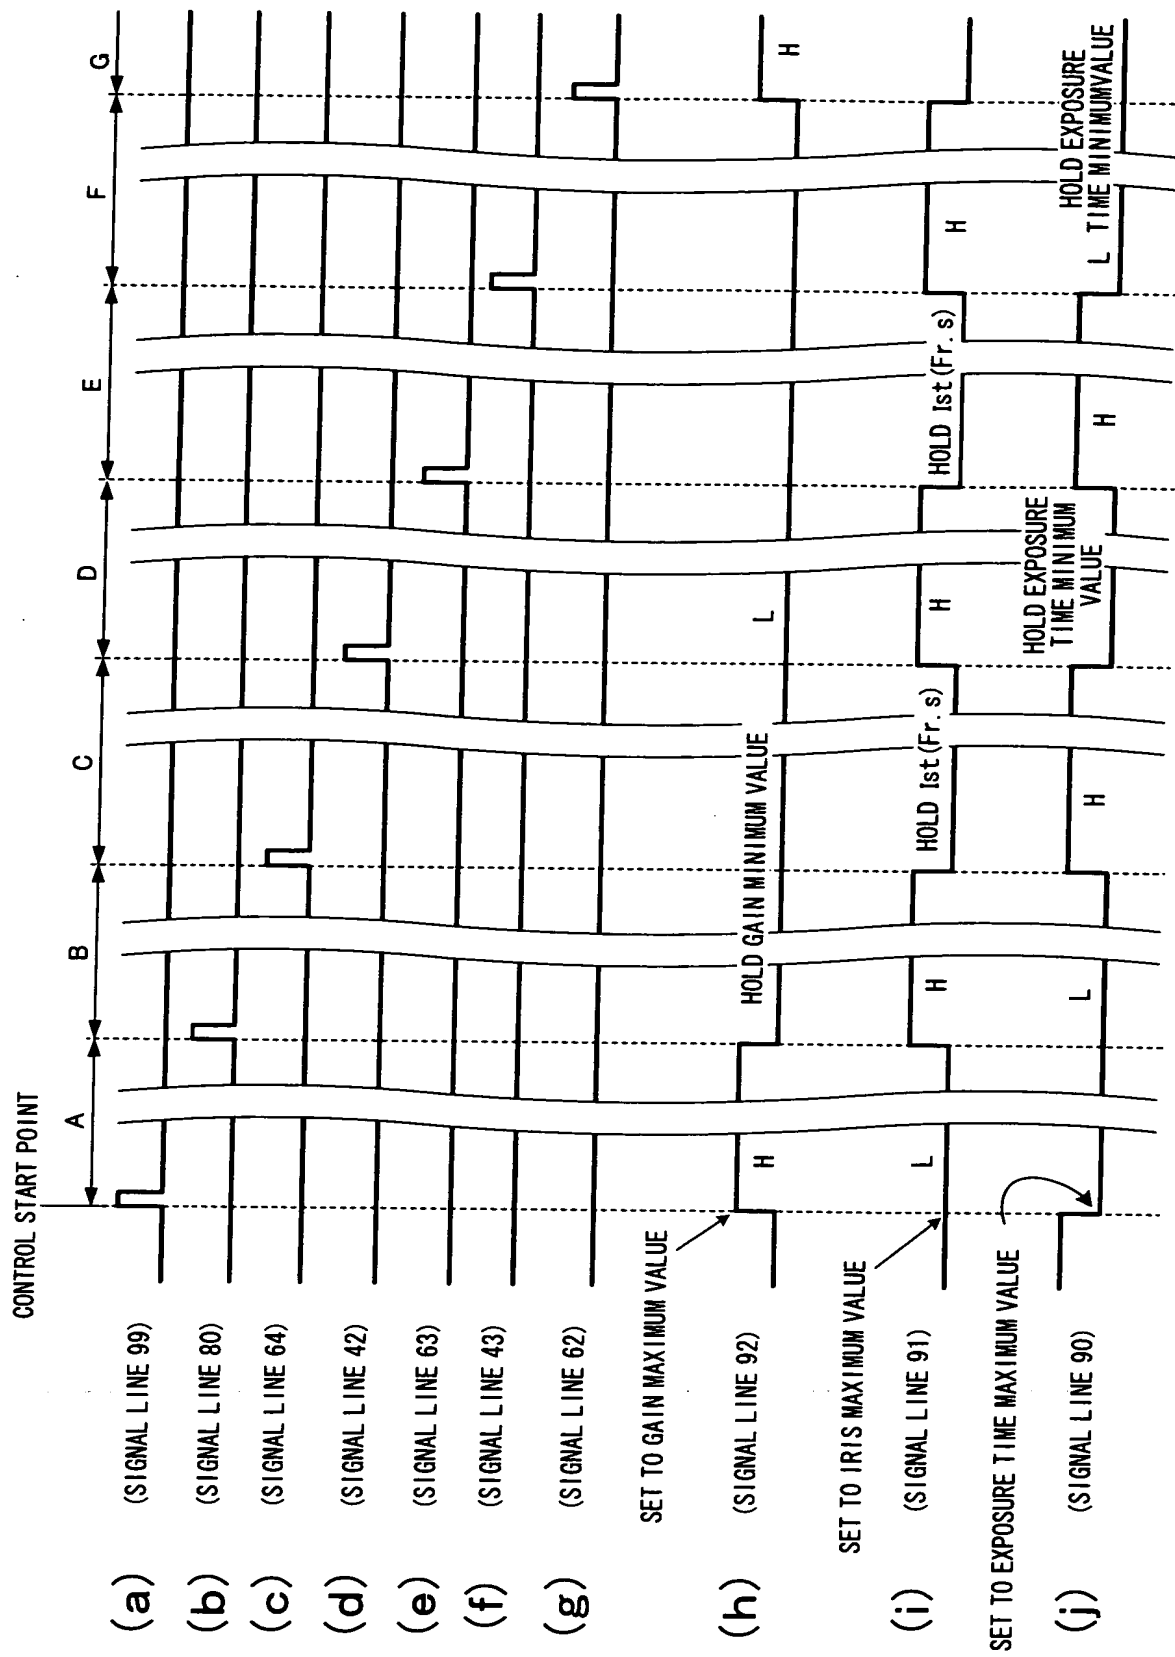 CONTROL START POINT
A
B
C
D
E
F
G
(a)
(SIGNAL LINE 99)
(b)
(SIGNAL LINE 80)
(c)
(SIGNAL LINE 64)
(d)
(SIGNAL LINE 42)
(e)
(SIGNAL LINE 63)
(f)
(SIGNAL LINE 43)
(g)
(SIGNAL LINE 62)
SET TO GAIN MAXIMUM VALUE
(h)
(SIGNAL LINE 92)
H
HOLD GAIN MINIMUM VALUE
L
H
SET TO IRIS MAXIMUM VALUE
(i)
(SIGNAL LINE 91)
L
H
HOLD Ist(Fr. s)
H
HOLD Ist(Fr. s)
H
SET TO EXPOSURE TIME MAXIMUM VALUE
(j)
(SIGNAL LINE 90)
L
H
HOLD EXPOSURE
TIME MINIMUM
VALUE
H
L
HOLD EXPOSURE
TIME MINIMUMVALUE